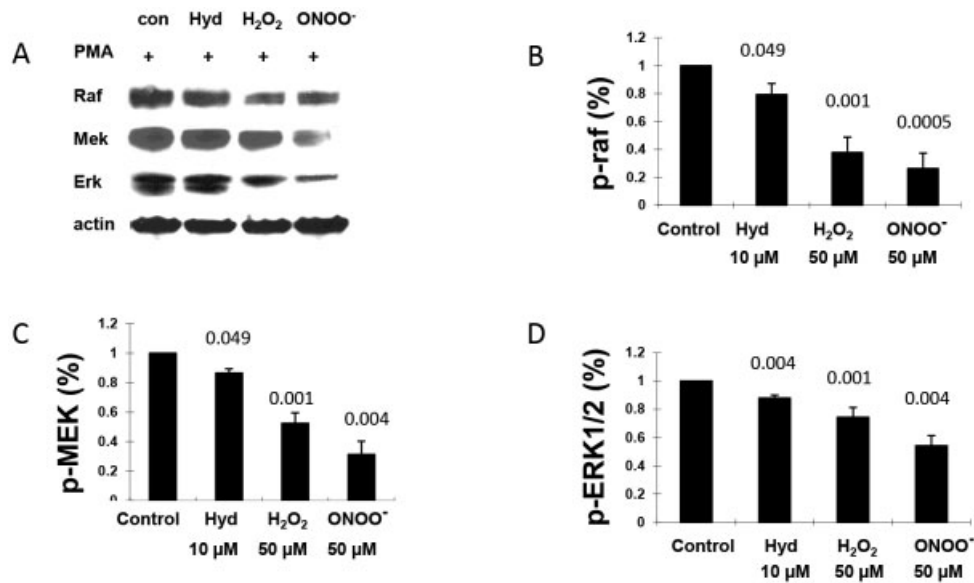 A
con Hyd H₂O₂ ONOO⁻
PMA + + + +
Raf
Mek
Erk
actin
B
p-raf (%)
1.2
1
0.8
0.6
0.4
0.2
0
0.049
0.001
0.0005
Control Hyd H₂O₂ ONOO⁻
10 µM 50 µM 50 µM
C
p-MEK (%)
1.2
1
0.8
0.6
0.4
0.2
0
0.049
0.001
0.004
Control Hyd H₂O₂ ONOO⁻
10 µM 50 µM 50 µM
D
p-ERK1/2 (%)
1.2
1
0.8
0.6
0.4
0.2
0
0.004
0.001
0.004
Control Hyd H₂O₂ ONOO⁻
10 µM 50 µM 50 µM